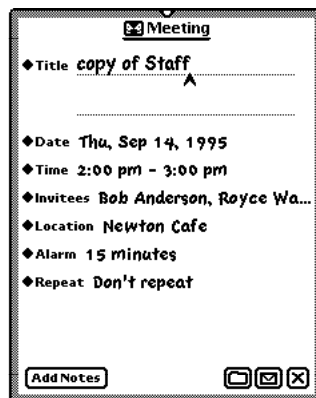 Meeting
◆Title copy of Staff
◆Date Thu, Sep 14, 1995
◆Time 2:00 pm - 3:00 pm
◆Invitees Bob Anderson, Royce Wa...
◆Location Newton Cafe
◆Alarm 15 minutes
◆Repeat Don't repeat
Add Notes